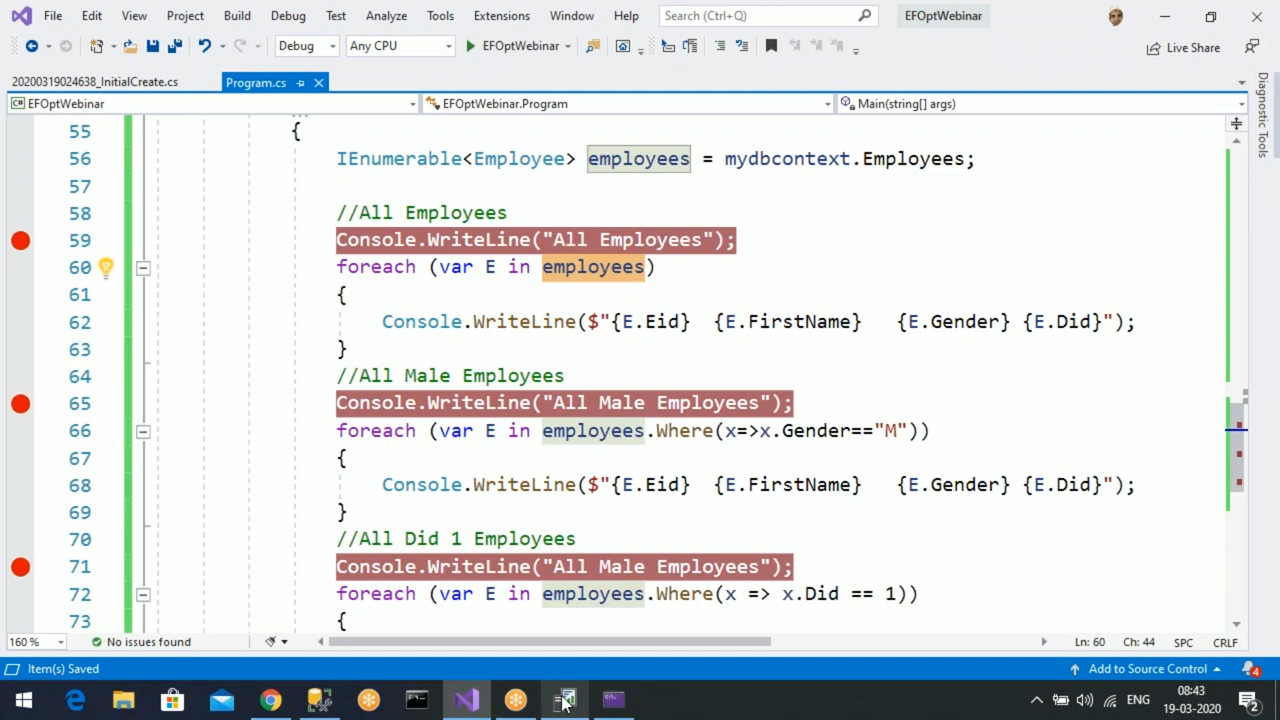 File Edit View Project Build Debug Test Analyze Tools Extensions Window Help Search (Ctrl+Q) EFOptWebinar
Debug Any CPU EFOptWebinar Live Share
20200319024638_InitialCreate.cs Program.cs
EFOptWebinar EFOptWebinar.Program Main(string[] args)
Diagnostic Tools
55 {
56 IEnumerable<Employee> employees = mydbcontext.Employees;
57
58 //All Employees
59 Console.WriteLine("All Employees");
60 foreach (var E in employees)
61 {
62 Console.WriteLine($"{E.Eid}  {E.FirstName}   {E.Gender} {E.Did}");
63 }
64 //All Male Employees
65 Console.WriteLine("All Male Employees");
66 foreach (var E in employees.Where(x=>x.Gender=="M"))
67 {
68 Console.WriteLine($"{E.Eid}  {E.FirstName}   {E.Gender} {E.Did}");
69 }
70 //All Did 1 Employees
71 Console.WriteLine("All Male Employees");
72 foreach (var E in employees.Where(x => x.Did == 1))
73 {
160 % No issues found Ln: 60 Ch: 44 SPC CRLF
Item(s) Saved Add to Source Control 4
ENG 08:43
19-03-2020 2